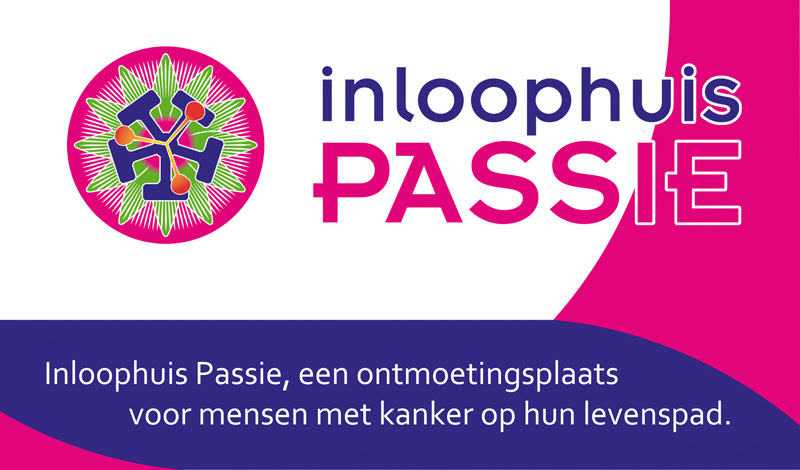 inloophuis
PASSIE
Inloophuis Passie, een ontmoetingsplaats
voor mensen met kanker op hun levenspad.